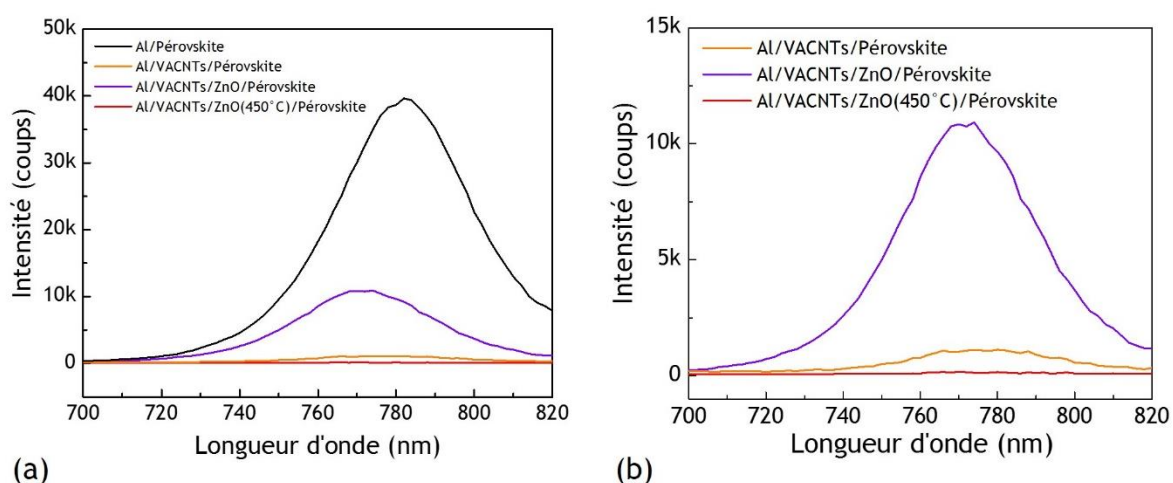 50k
40k
30k
20k
10k
0
Intensité (coups)
Al/Pérovskite
Al/VACNTs/Pérovskite
Al/VACNTs/ZnO/Pérovskite
Al/VACNTs/ZnO(450°C)/Pérovskite
700 720 740 760 780 800 820
Longueur d'onde (nm)
(a)
15k
10k
5k
0
Intensité (coups)
Al/VACNTs/Pérovskite
Al/VACNTs/ZnO/Pérovskite
Al/VACNTs/ZnO(450°C)/Pérovskite
700 720 740 760 780 800 820
Longueur d'onde (nm)
(b)